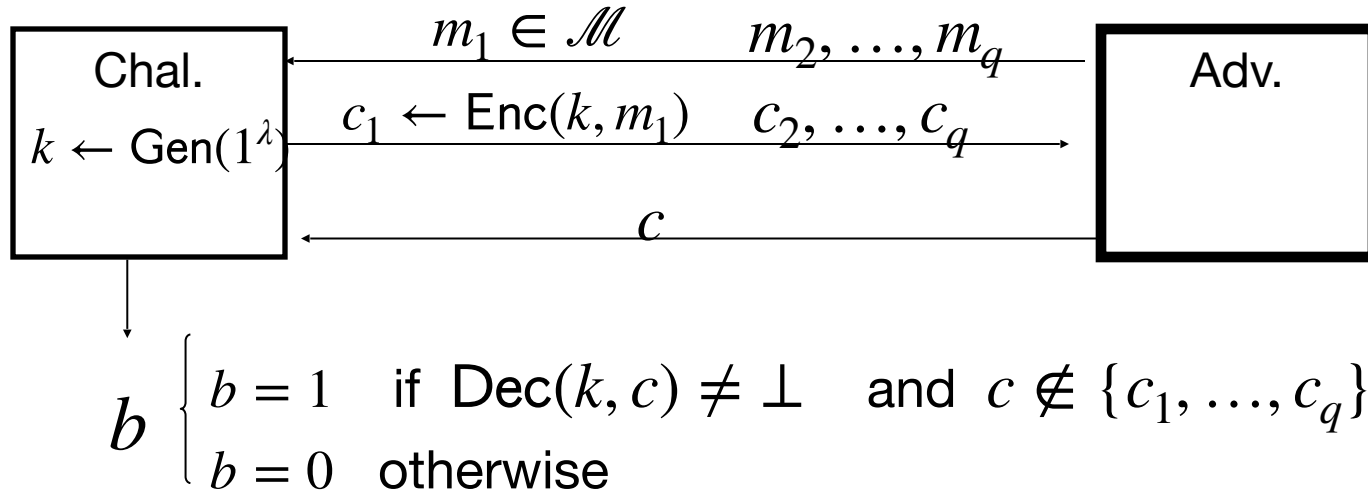 m₁ ∈ ℳ m₂, …, m_q
Chal. Adv.
c₁ ← Enc(k, m₁) c₂, …, c_q
k ← Gen(1^λ)
c
b = 1 if Dec(k, c) ≠ ⊥ and c ∉ {c₁, …, c_q}
b
b = 0 otherwise